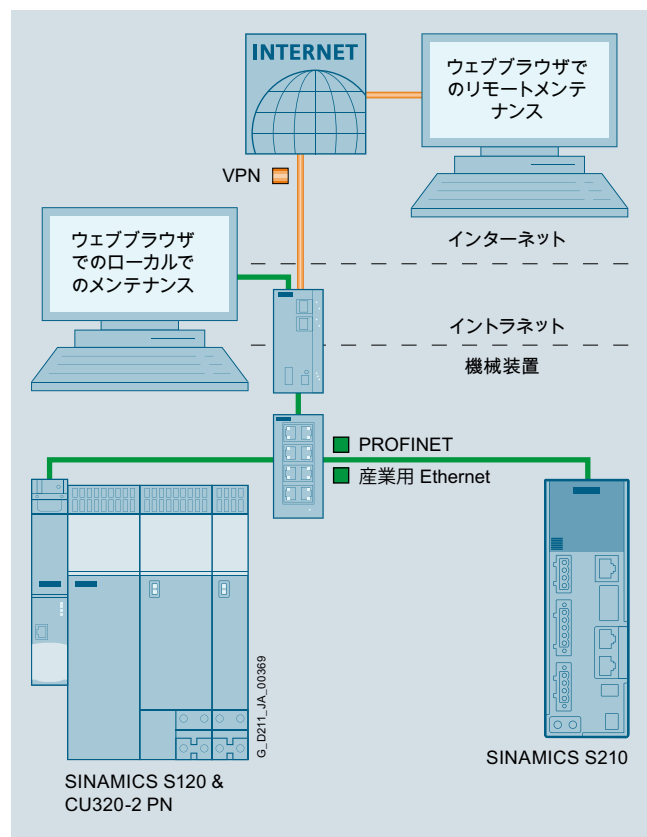 INTERNET
ウェブブラウザで
のリモートメンテ
ナンス
VPN
ウェブブラウザ
でのローカルで
のメンテナンス
インターネット
イントラネット
機械装置
PROFINET
産業用 Ethernet
G_D211_JA_00369
SINAMICS S210
SINAMICS S120 &
CU320-2 PN